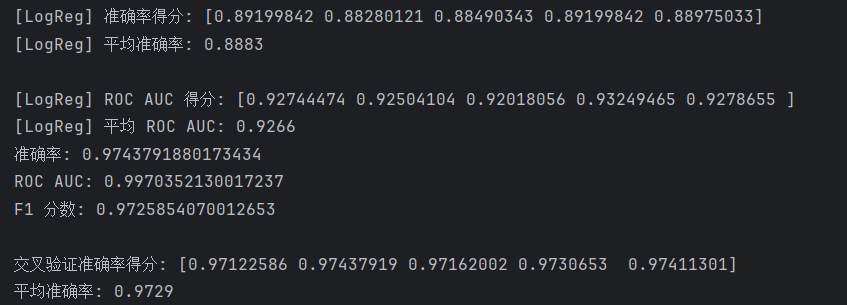 [LogReg] 准确率得分: [0.89199842 0.88280121 0.88490343 0.89199842 0.88975033]
[LogReg] 平均准确率: 0.8883
[LogReg] ROC AUC 得分: [0.92744474 0.92504104 0.92018056 0.93249465 0.9278655 ]
[LogReg] 平均 ROC AUC: 0.9266
准确率: 0.9743791880173434
ROC AUC: 0.9970352130017237
F1 分数: 0.9725854070012653
交叉验证准确率得分: [0.97122586 0.97437919 0.97162002 0.9730653  0.97411301]
平均准确率: 0.9729